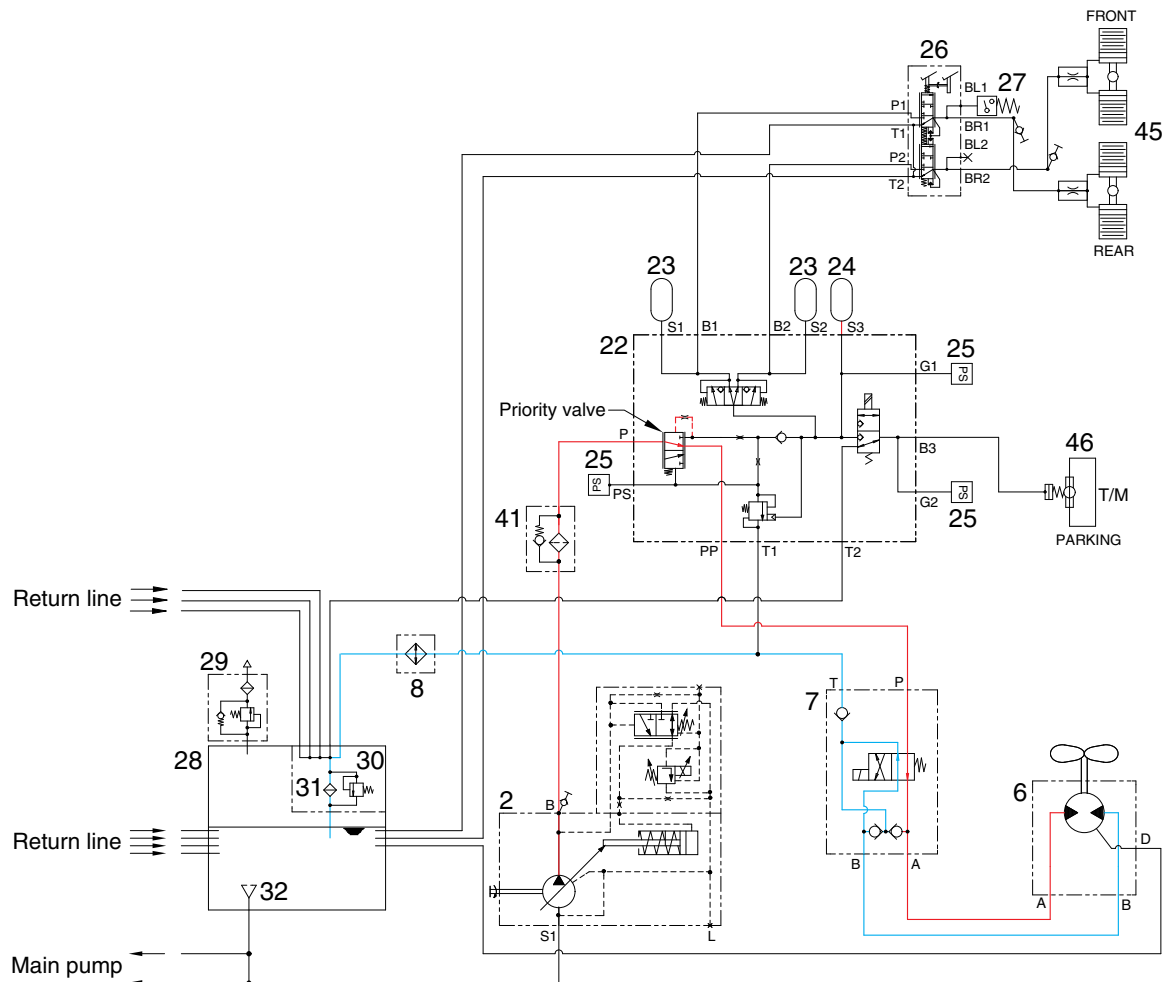 FRONT
26
BL1
27
P1
T1
BR1
BL2
45
P2
T2
BR2
REAR
23
23
24
S1
B1
B2
S2
S3
22
25
G1
PS
Priority valve
P
25
PS
PS
B3
46
T/M
G2
PS
25
PARKING
41
PP
T1
T2
Return line
29
8
T
P
7
28
30
31
2
B
6
Return line
D
B
A
32
A
B
S1
L
Main pump